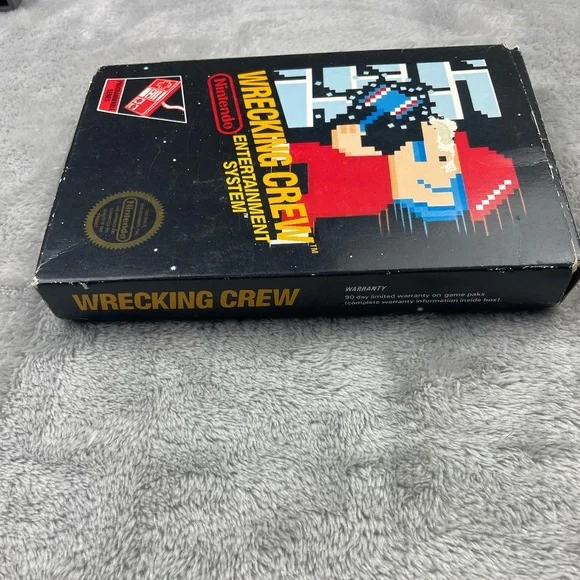 WRECKING CREW™
Nintendo
ENTERTAINMENT
SYSTEM™
Nintendo
WRECKING CREW
WARRANTY
90 day limited warranty on game paks
(complete warranty information inside box).